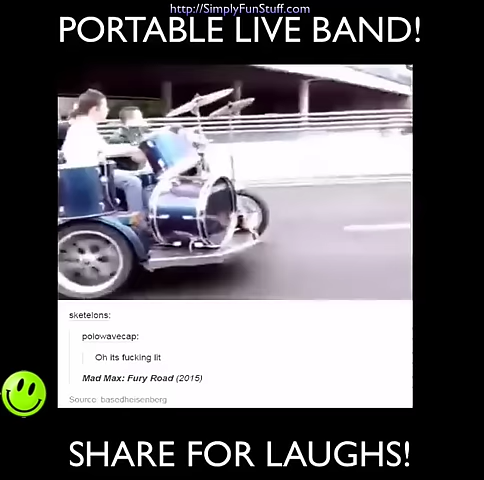 http://SimplyFunStuff.com
PORTABLE LIVE BAND!
skeletons:
polowavecap:
Oh its fucking lit
Mad Max: Fury Road (2015)
Source: basedheisenberg
SHARE FOR LAUGHS!